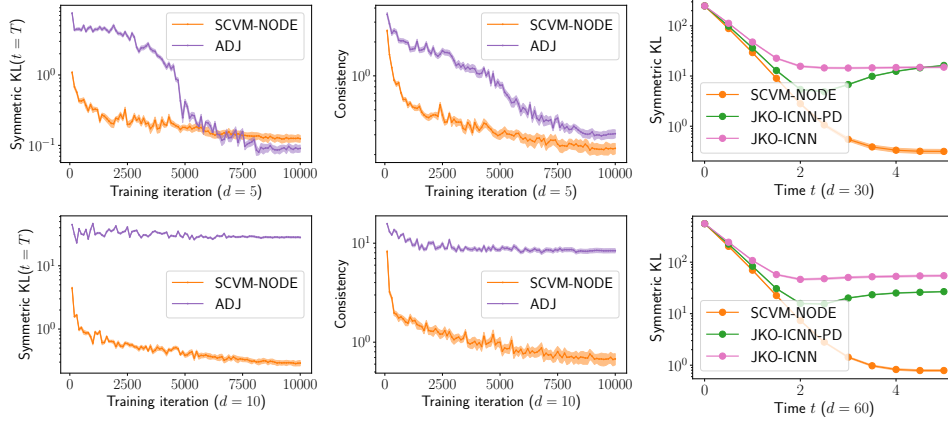 Symmetric KL(t = T)
10^0
10^-1
0 2500 5000 7500 10000
Training iteration (d = 5)
SCVM-NODE
ADJ
Consistency
0 2500 5000 7500 10000
Training iteration (d = 5)
SCVM-NODE
ADJ
Symmetric KL
10^2
10^1
10^0
0 2 4
Time t (d = 30)
SCVM-NODE
JKO-ICNN-PD
JKO-ICNN
Symmetric KL(t = T)
10^1
10^0
0 2500 5000 7500 10000
Training iteration (d = 10)
SCVM-NODE
ADJ
Consistency
10^0
0 2500 5000 7500 10000
Training iteration (d = 10)
SCVM-NODE
ADJ
Symmetric KL
10^2
10^1
10^0
0 2 4
Time t (d = 60)
SCVM-NODE
JKO-ICNN-PD
JKO-ICNN